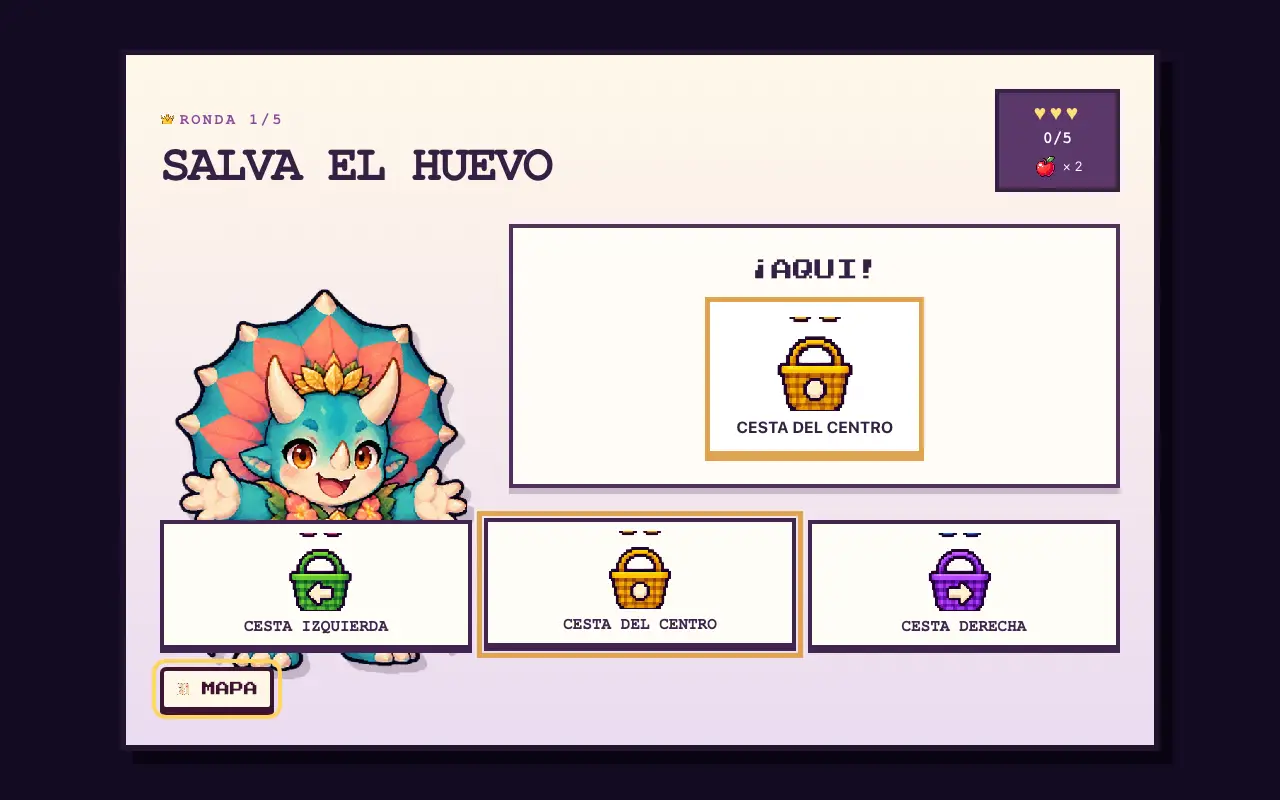 RONDA 1/5
SALVA EL HUEVO
♥♥♥
0/5
× 2
¡AQUI!
CESTA DEL CENTRO
CESTA IZQUIERDA
CESTA DEL CENTRO
CESTA DERECHA
MAPA